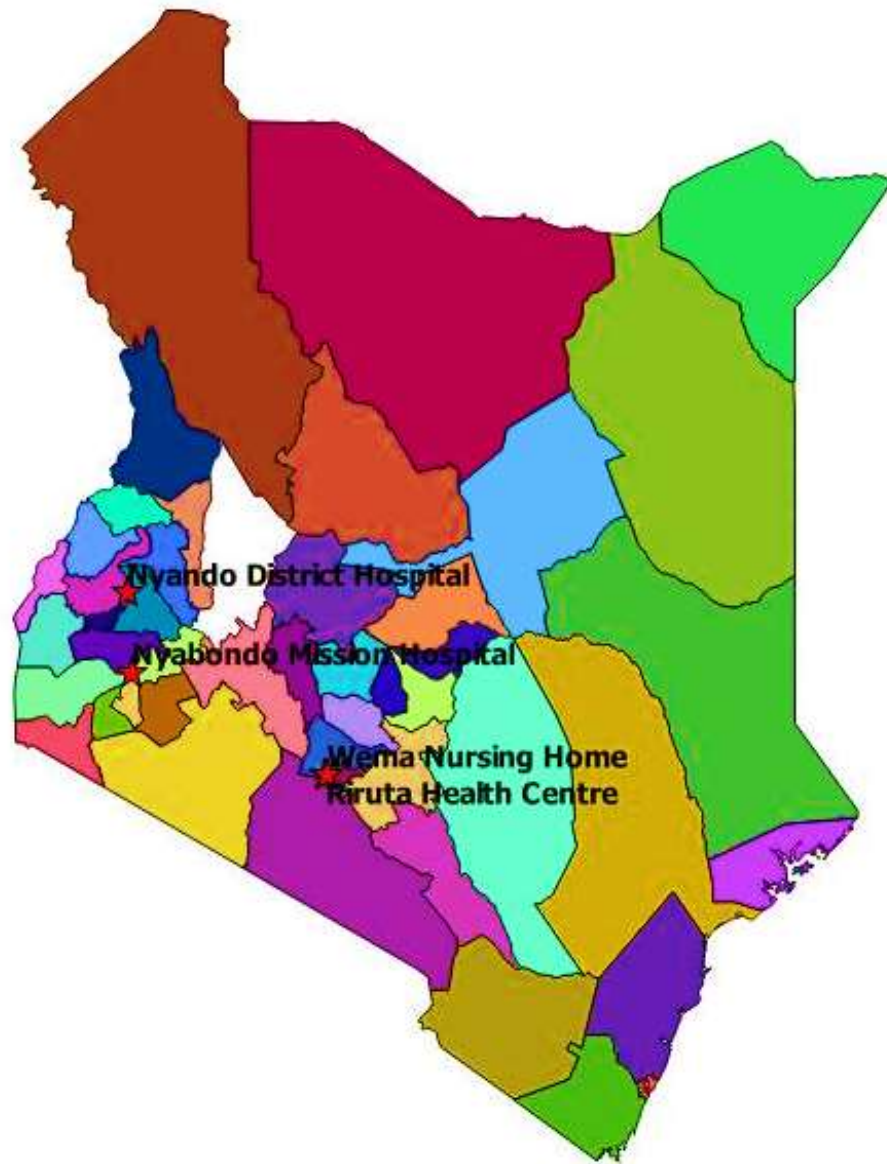 Nyando District Hospital
Nyabondo Mission Hospital
Wema Nursing Home
Riruta Health Centre